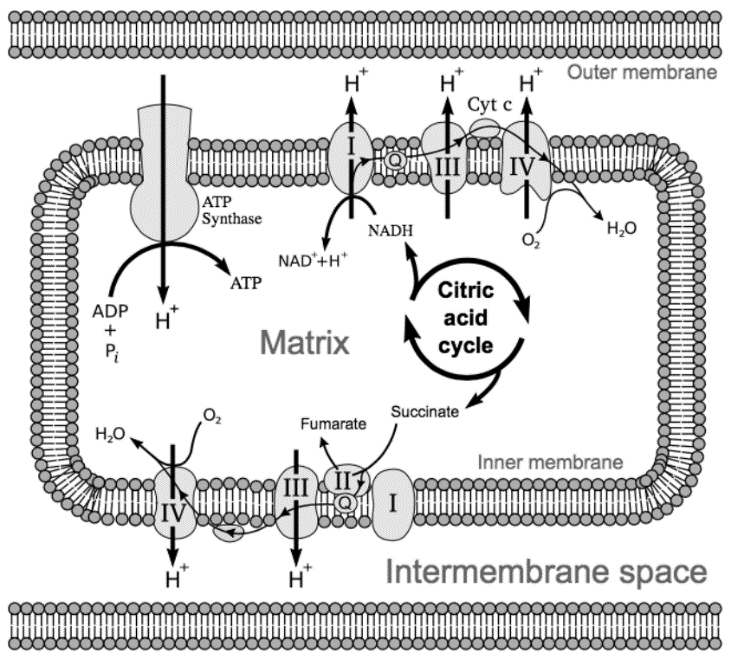 Outer membrane
H⁺
H⁺
H⁺
Cyt c
I
Q
III
IV
ATP
Synthase
NADH
H₂O
O₂
NAD⁺+H⁺
ATP
ADP
+
Pᵢ
H⁺
Citric
acid
cycle
Matrix
Succinate
Fumarate
O₂
H₂O
Inner membrane
IV
III
II
Q
I
H⁺
H⁺
Intermembrane space